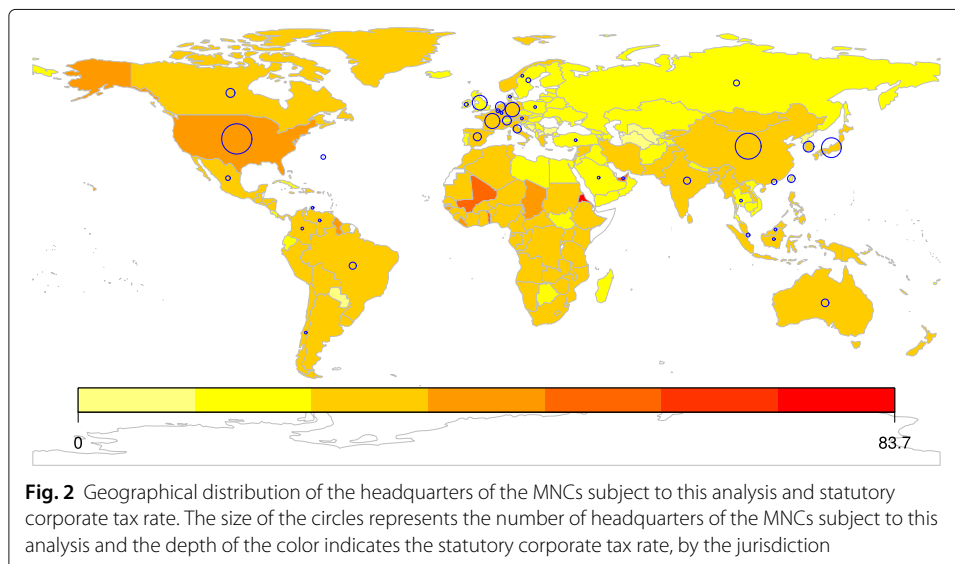 0
83.7
Fig. 2 Geographical distribution of the headquarters of the MNCs subject to this analysis and statutory
corporate tax rate. The size of the circles represents the number of headquarters of the MNCs subject to this
analysis and the depth of the color indicates the statutory corporate tax rate, by the jurisdiction